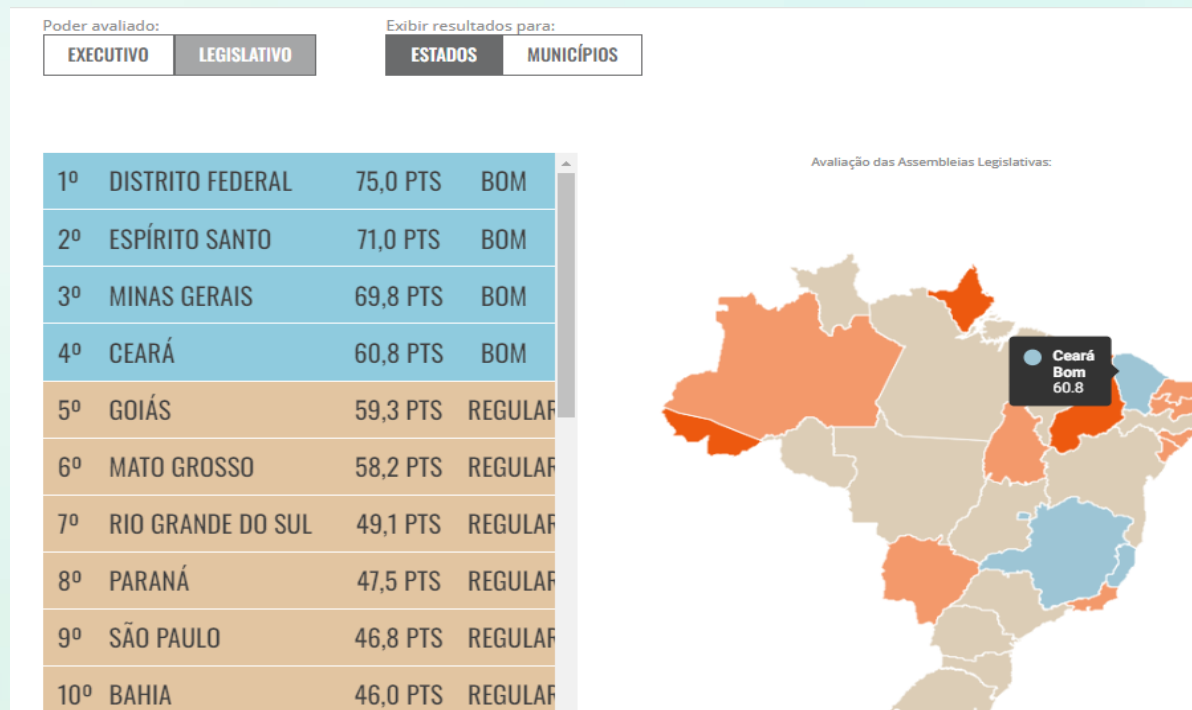 Poder avaliado:
EXECUTIVO LEGISLATIVO
Exibir resultados para:
ESTADOS MUNICÍPIOS
1º DISTRITO FEDERAL 75,0 PTS BOM
2º ESPÍRITO SANTO 71,0 PTS BOM
3º MINAS GERAIS 69,8 PTS BOM
4º CEARÁ 60,8 PTS BOM
5º GOIÁS 59,3 PTS REGULAR
6º MATO GROSSO 58,2 PTS REGULAR
7º RIO GRANDE DO SUL 49,1 PTS REGULAR
8º PARANÁ 47,5 PTS REGULAR
9º SÃO PAULO 46,8 PTS REGULAR
10º BAHIA 46,0 PTS REGULAR
Avaliação das Assembleias Legislativas:
Ceará
Bom
60.8